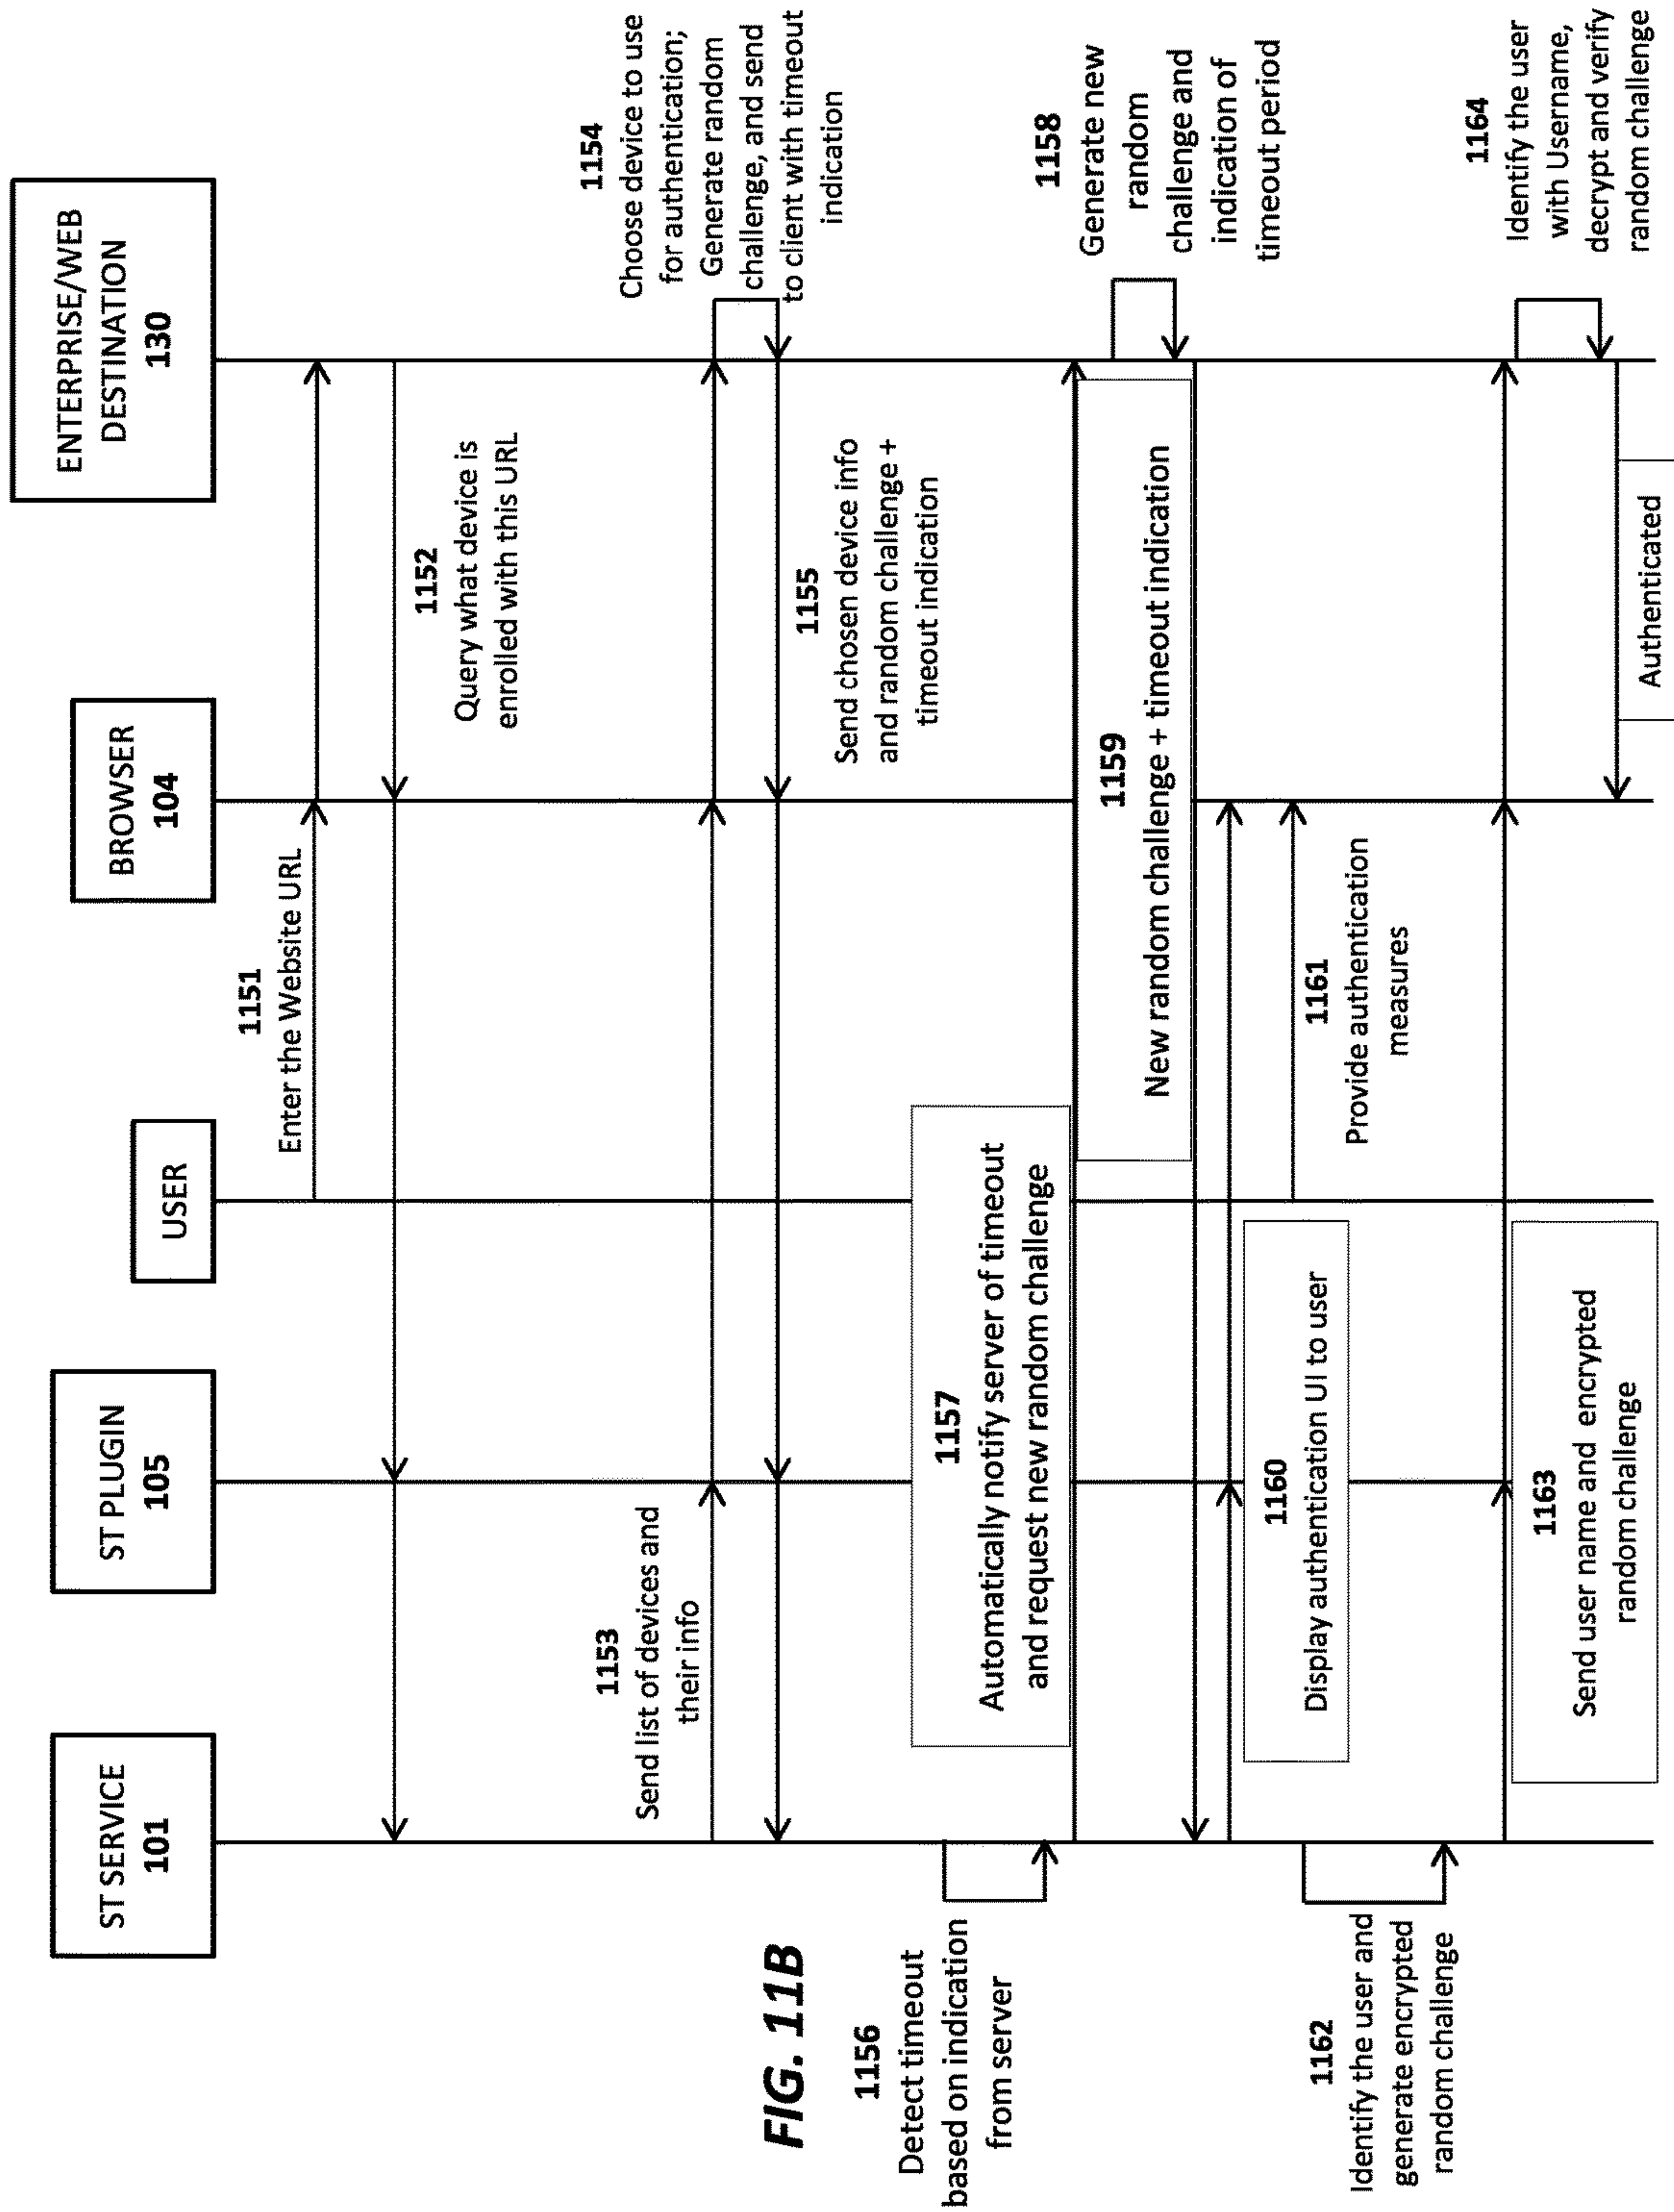 ST SERVICE
101
ST PLUGIN
105
USER
BROWSER
104
ENTERPRISE/WEB
DESTINATION
130
1151
Enter the Website URL
1152
Query what device is
enrolled with this URL
1153
Send list of devices and
their info
1154
Choose device to use
for authentication;
Generate random
challenge, and send
to client with timeout
indication
1155
Send chosen device info
and random challenge +
timeout indication
FIG. 11B
1156
Detect timeout
based on indication
from server
1157
Automatically notify server of timeout
and request new random challenge
1158
Generate new
random
challenge and
indication of
timeout period
1159
New random challenge + timeout indication
1160
Display authentication UI to user
1161
Provide authentication
measures
1162
Identify the user and
generate encrypted
random challenge
1163
Send user name and encrypted
random challenge
1164
Identify the user
with Username,
decrypt and verify
random challenge
Authenticated